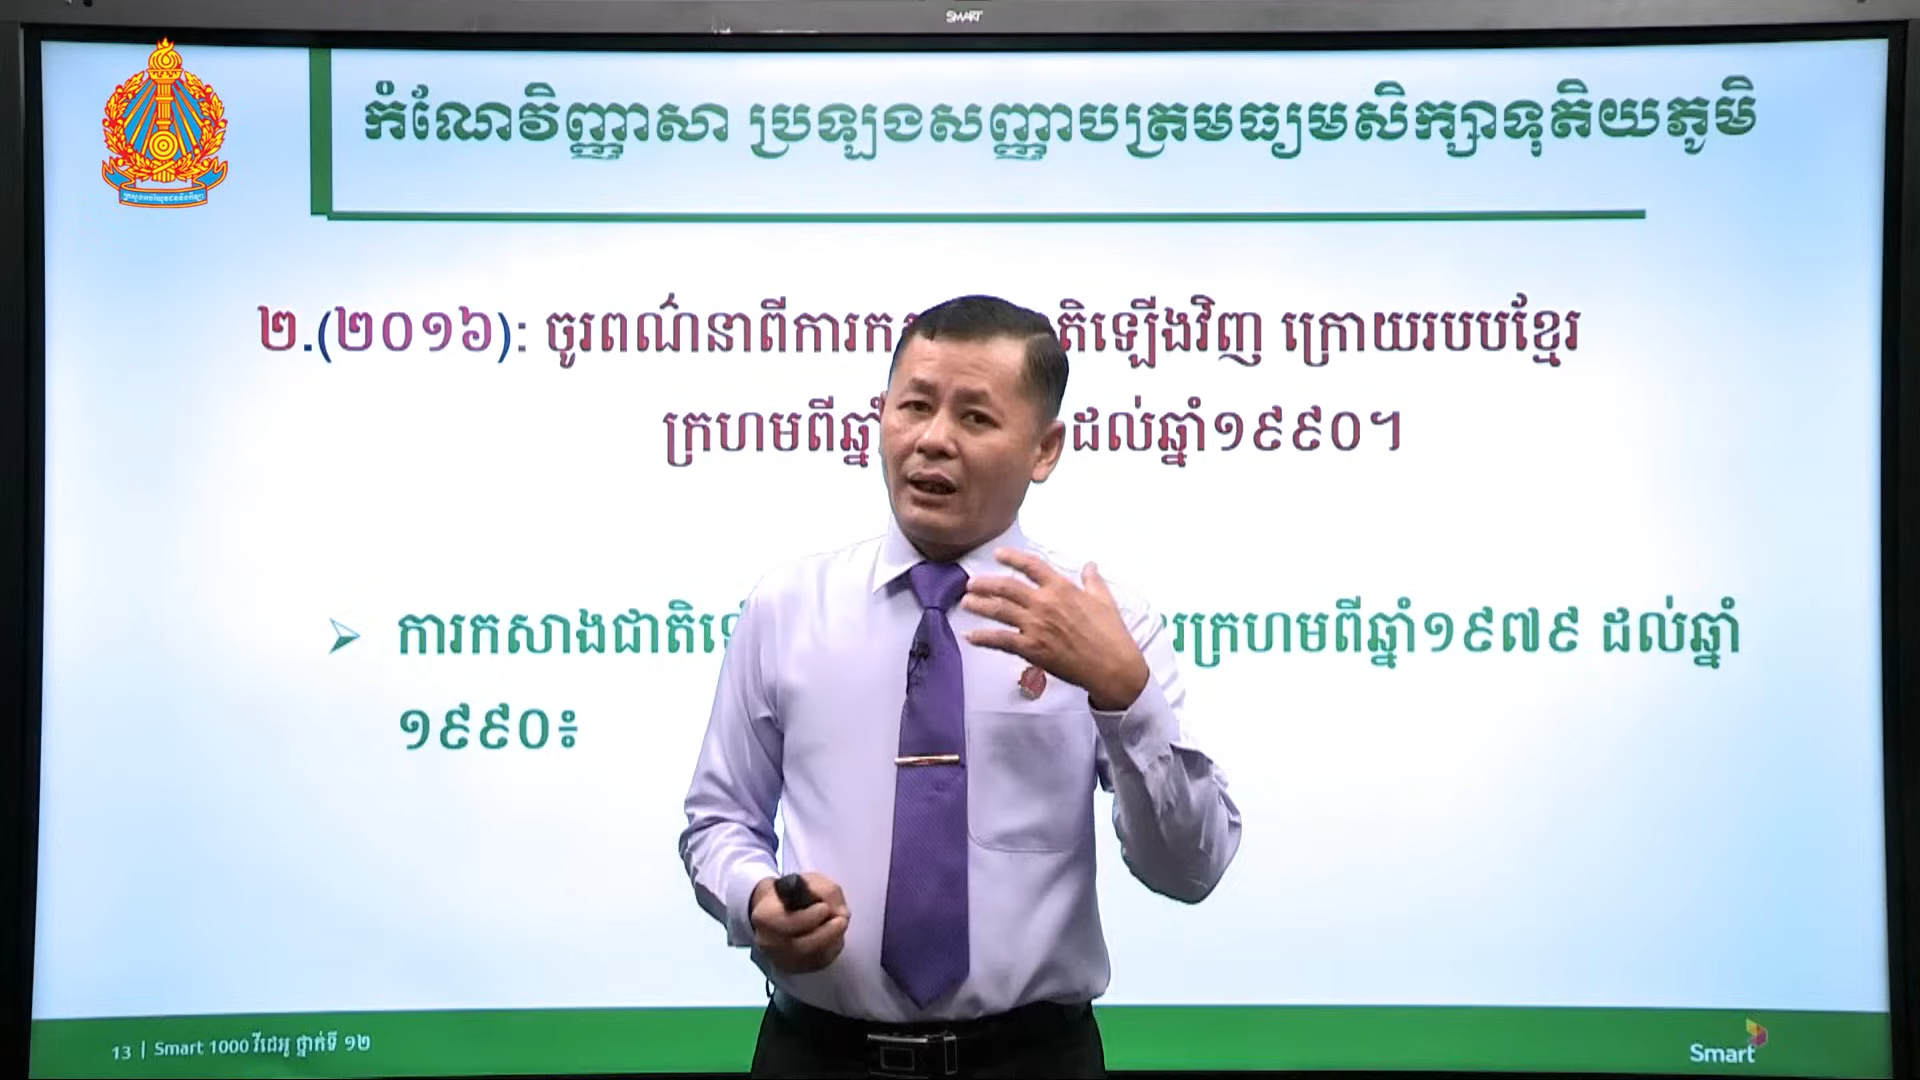 SMART
កំណែវិញ្ញាសា ប្រឡងសញ្ញាបត្រមធ្យមសិក្សាទុតិយភូមិ
២.(២០១៦): ចូរពណ៌នាពីការ ឡើងវិញ ក្រោយរបបខ្មែរ
ក្រហមពីឆ្នាំ ដល់ឆ្នាំ១៩៩០។
ការកសាងជាតិ ក្រហមពីឆ្នាំ១៩៧៩ ដល់ឆ្នាំ
១៩៩០៖
13 | Smart 1000 វីដេអូ ថ្នាក់ទី ១២
Smart